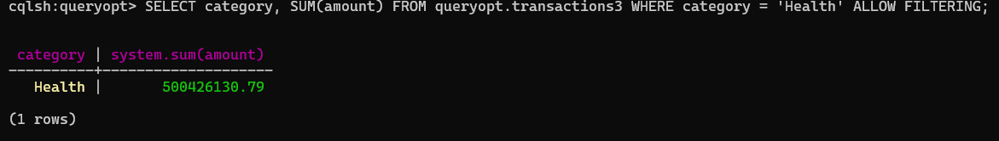 cqlsh:queryopt> SELECT category, SUM(amount) FROM queryopt.transactions3 WHERE category = 'Health' ALLOW FILTERING;
category | system.sum(amount)
----------+--------------------
Health | 500426130.79
(1 rows)